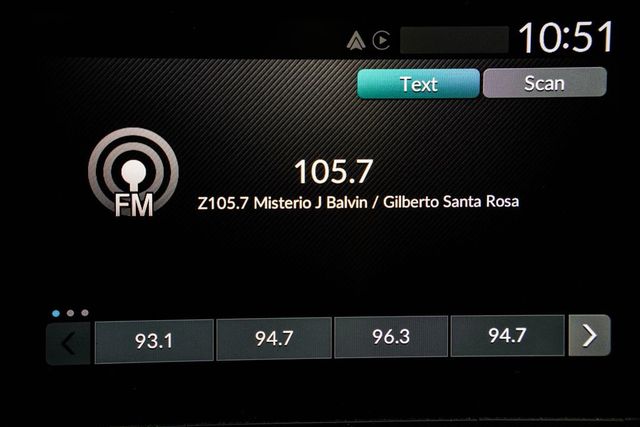 10:51
Text
Scan
FM
105.7
Z105.7 Misterio J Balvin / Gilberto Santa Rosa
93.1
94.7
96.3
94.7